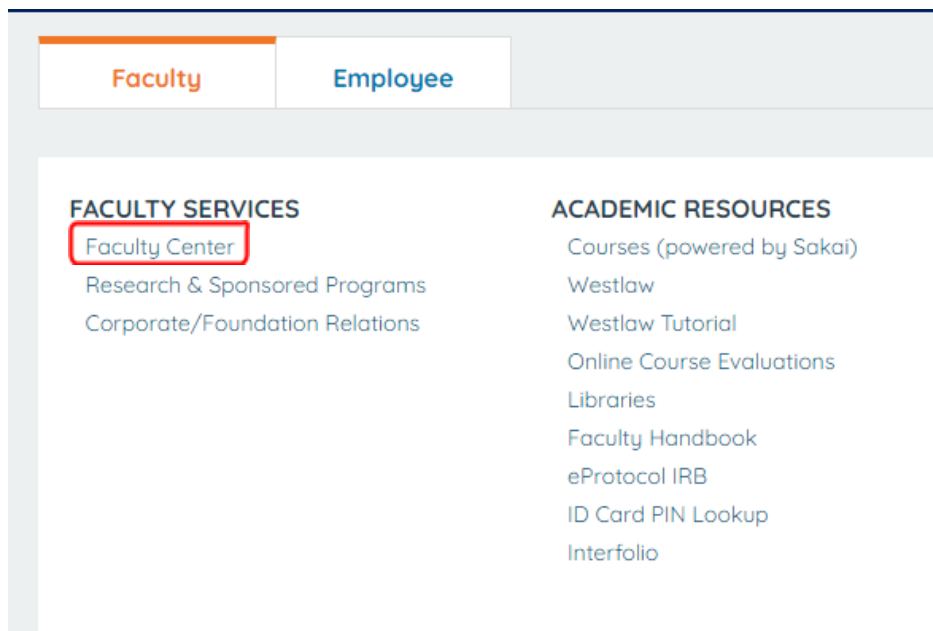 Faculty
Employee
FACULTY SERVICES
Faculty Center
Research & Sponsored Programs
Corporate/Foundation Relations
ACADEMIC RESOURCES
Courses (powered by Sakai)
Westlaw
Westlaw Tutorial
Online Course Evaluations
Libraries
Faculty Handbook
eProtocol IRB
ID Card PIN Lookup
Interfolio